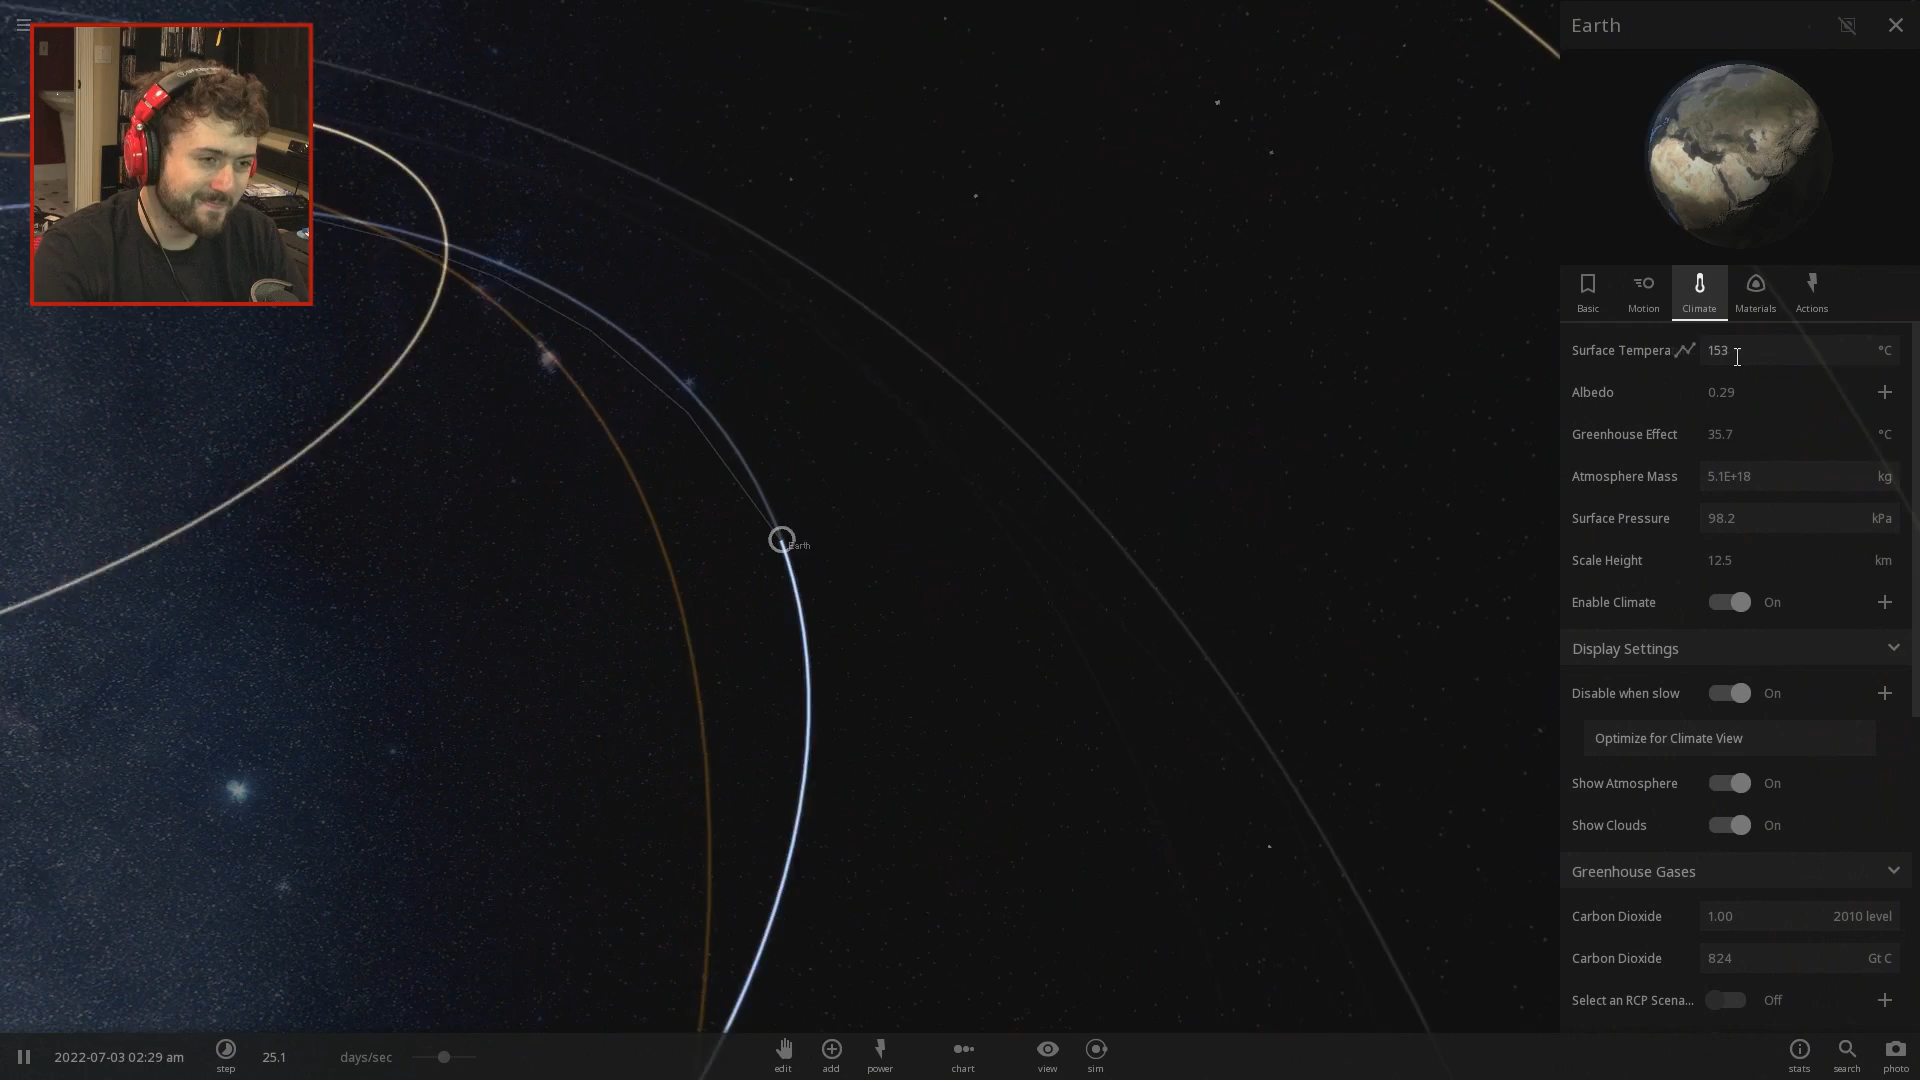 Earth
Basic
Motion
Climate
Materials
Actions
Surface Tempera 153 °C
Albedo 0.29
Greenhouse Effect 35.7 °C
Atmosphere Mass 5.1E+18 kg
Surface Pressure 98.2 kPa
Scale Height 12.5 km
Enable Climate On
Display Settings
Disable when slow On
Optimize for Climate View
Show Atmosphere On
Show Clouds On
Greenhouse Gases
Carbon Dioxide 1.00 2010 level
Carbon Dioxide 824 Gt C
Select an RCP Scena... Off
Earth
2022-07-03 02:29 am
step
25.1 days/sec
edit
add
power
chart
view
sim
stats
search
photo